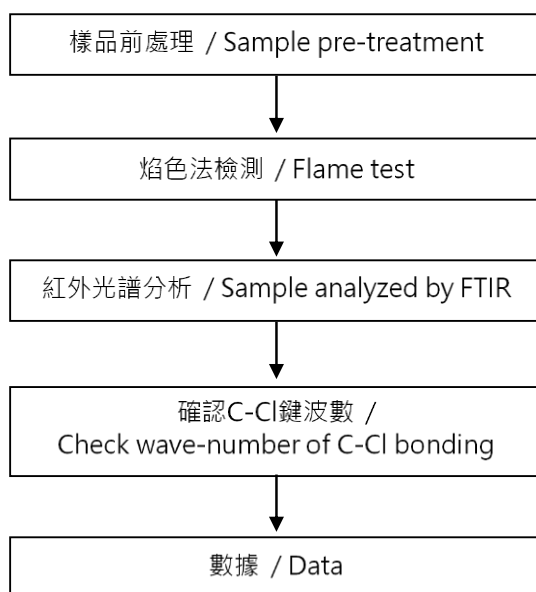 樣品前處理 / Sample pre-treatment
焰色法檢測 / Flame test
紅外光譜分析 / Sample analyzed by FTIR
確認C-Cl鍵波數 /
Check wave-number of C-Cl bonding
數據 / Data